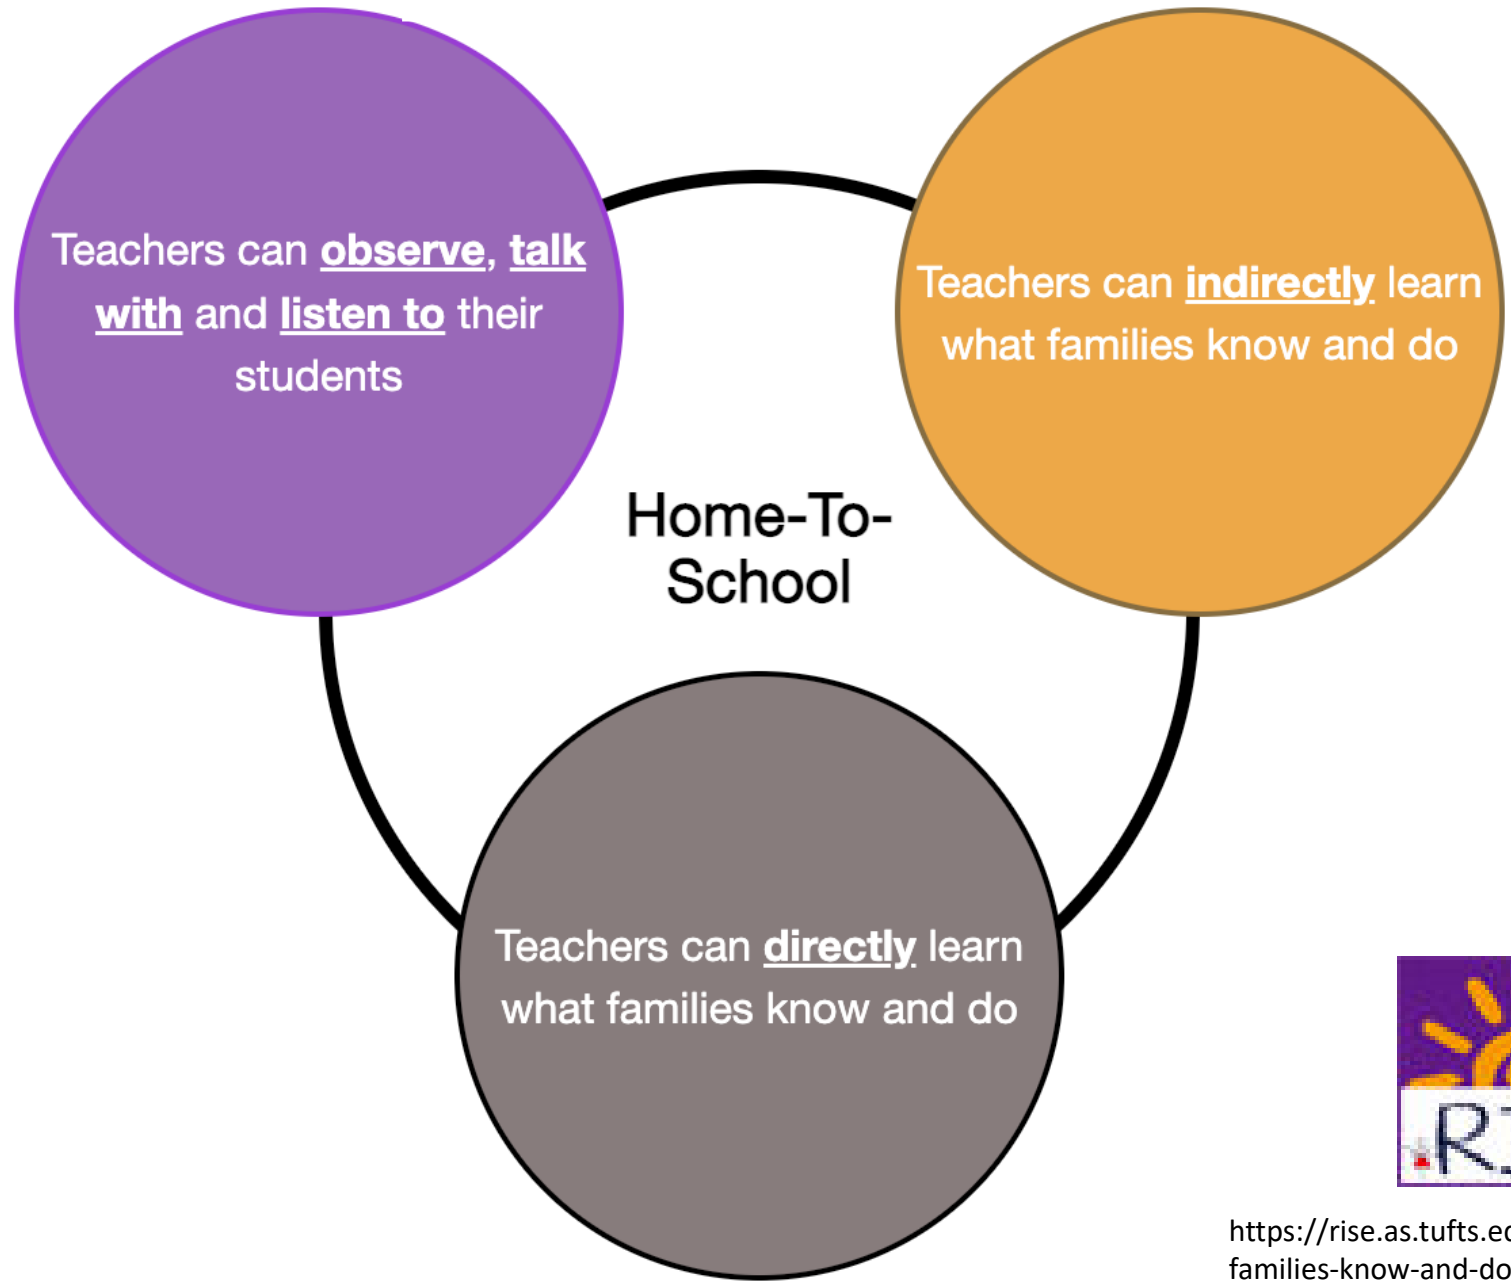 Teachers can observe, talk
with and listen to their
students
Teachers can indirectly learn
what families know and do
Home-To-
School
Teachers can directly learn
what families know and do
https://rise.as.tufts.ed
families-know-and-do